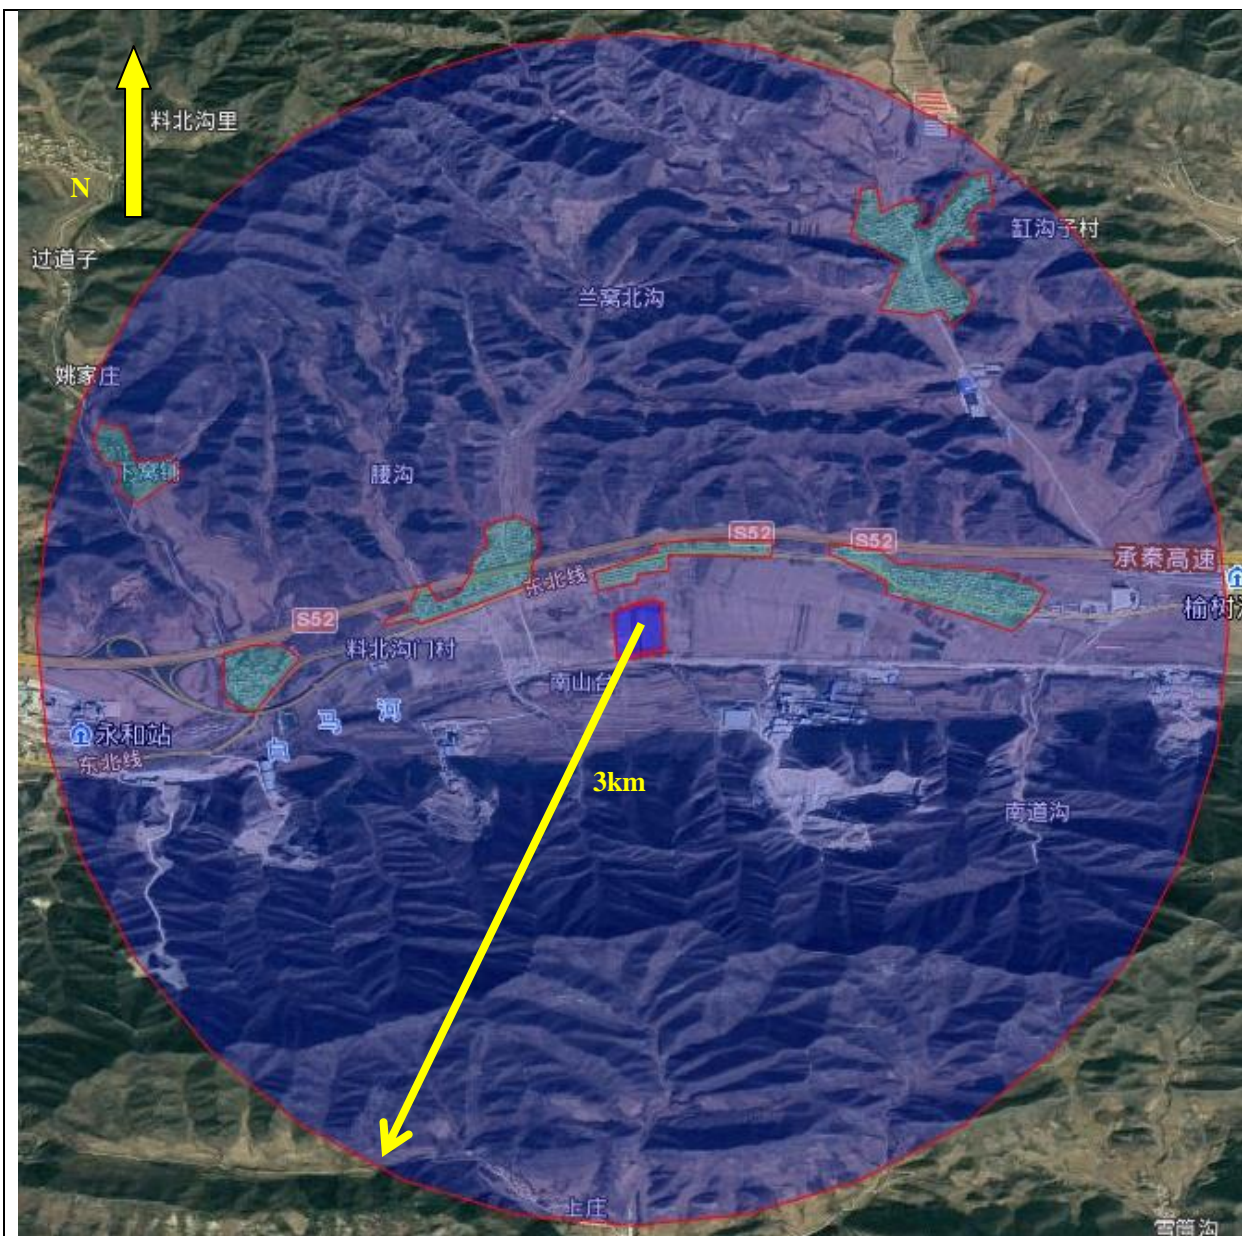 料北沟里
N
缸沟子村
过道子
兰窝北沟
姚家庄
卞窝铺
腰沟
S52
S52
承秦高速
东北线
榆树
S52
料北沟门村
南山台
白马河
永和站
东北线
3km
南道沟
上庄
雪筒沟